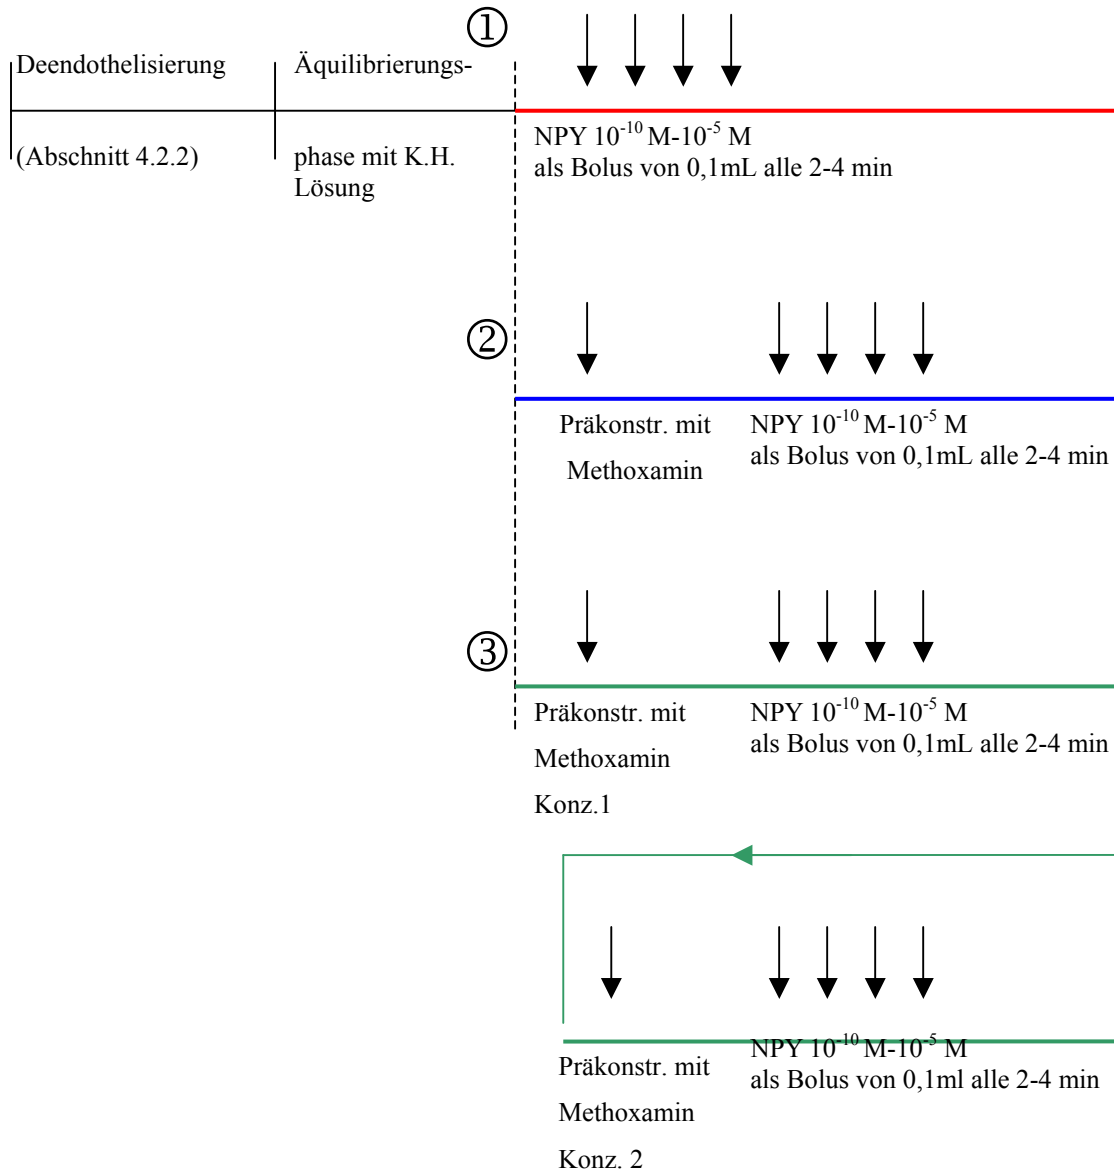 ①
Deendothelisierung
(Abschnitt 4.2.2)
Äquilibrierungs-
phase mit K.H.
Lösung
NPY 10⁻¹⁰ M-10⁻⁵ M
als Bolus von 0,1mL alle 2-4 min
②
Präkonstr. mit
Methoxamin
NPY 10⁻¹⁰ M-10⁻⁵ M
als Bolus von 0,1mL alle 2-4 min
③
Präkonstr. mit
Methoxamin
Konz.1
NPY 10⁻¹⁰ M-10⁻⁵ M
als Bolus von 0,1mL alle 2-4 min
Präkonstr. mit
Methoxamin
Konz. 2
NPY 10⁻¹⁰ M-10⁻⁵ M
als Bolus von 0,1ml alle 2-4 min